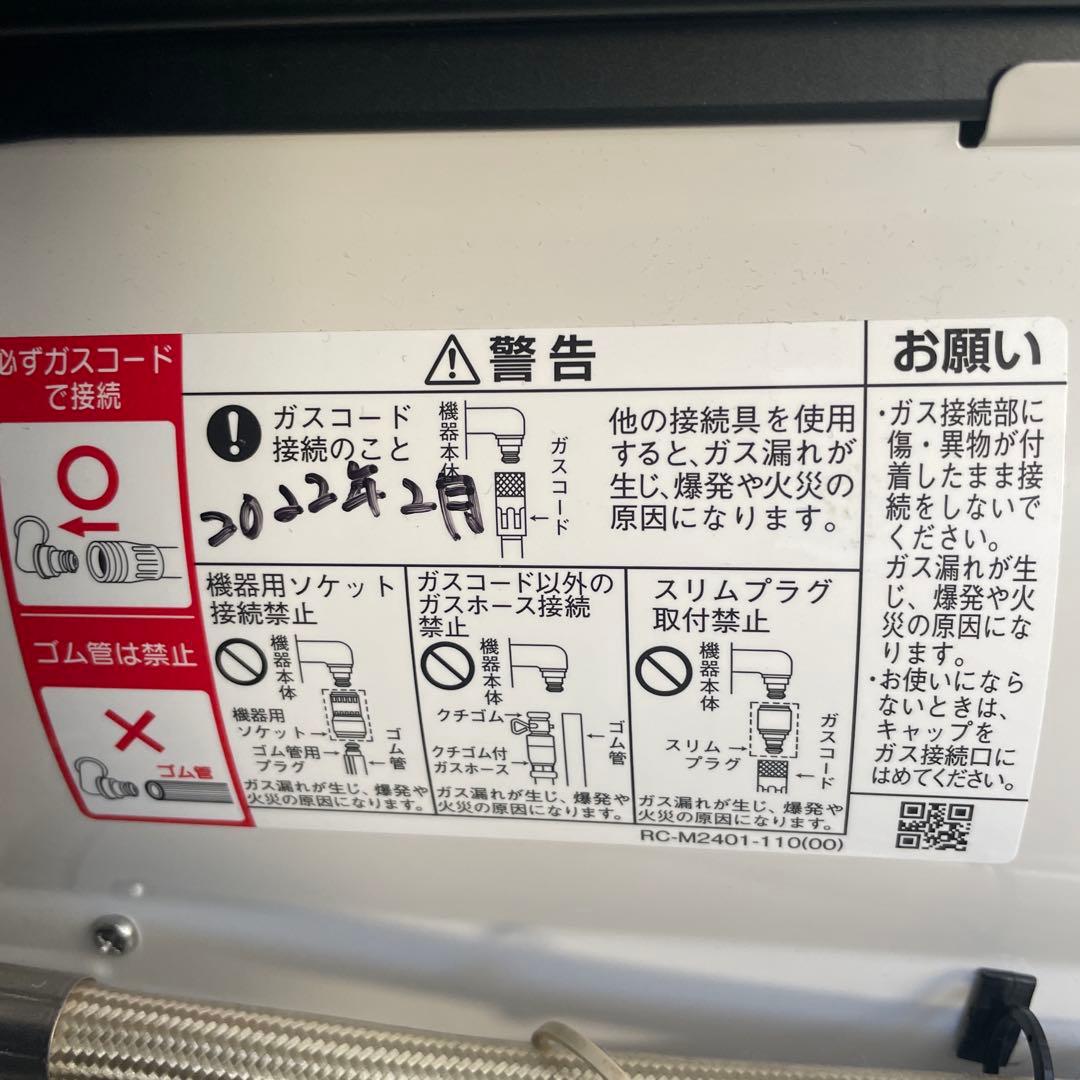 必ずガスコード
で接続
ゴム管は禁止
ゴム管
警告
ガスコード
接続のこと
機器本体
ガスコード
他の接続具を使用
すると、ガス漏れが
生じ、爆発や火災の
原因になります。
2022年2月
機器用ソケット
接続禁止
機器本体
機器用
ソケット
ゴム管用
プラグ
ゴム管
ガス漏れが生じ、爆発や
火災の原因になります。
ガスコード以外の
ガスホース接続
禁止
機器本体
クチゴム
クチゴム付
ガスホース
ゴム管
ガス漏れが生じ、爆発や
火災の原因になります。
スリムプラグ
取付禁止
機器本体
スリム
プラグ
ガスコード
ガス漏れが生じ、爆発や
火災の原因になります。
RC-M2401-110(00)
お願い
・ガス接続部に
傷・異物が付
着したまま接
続をしないで
ください。
ガス漏れが生
じ、爆発や火
災の原因にな
ります。
・お使いになら
ないときは、
キャップを
ガス接続口に
はめてください。